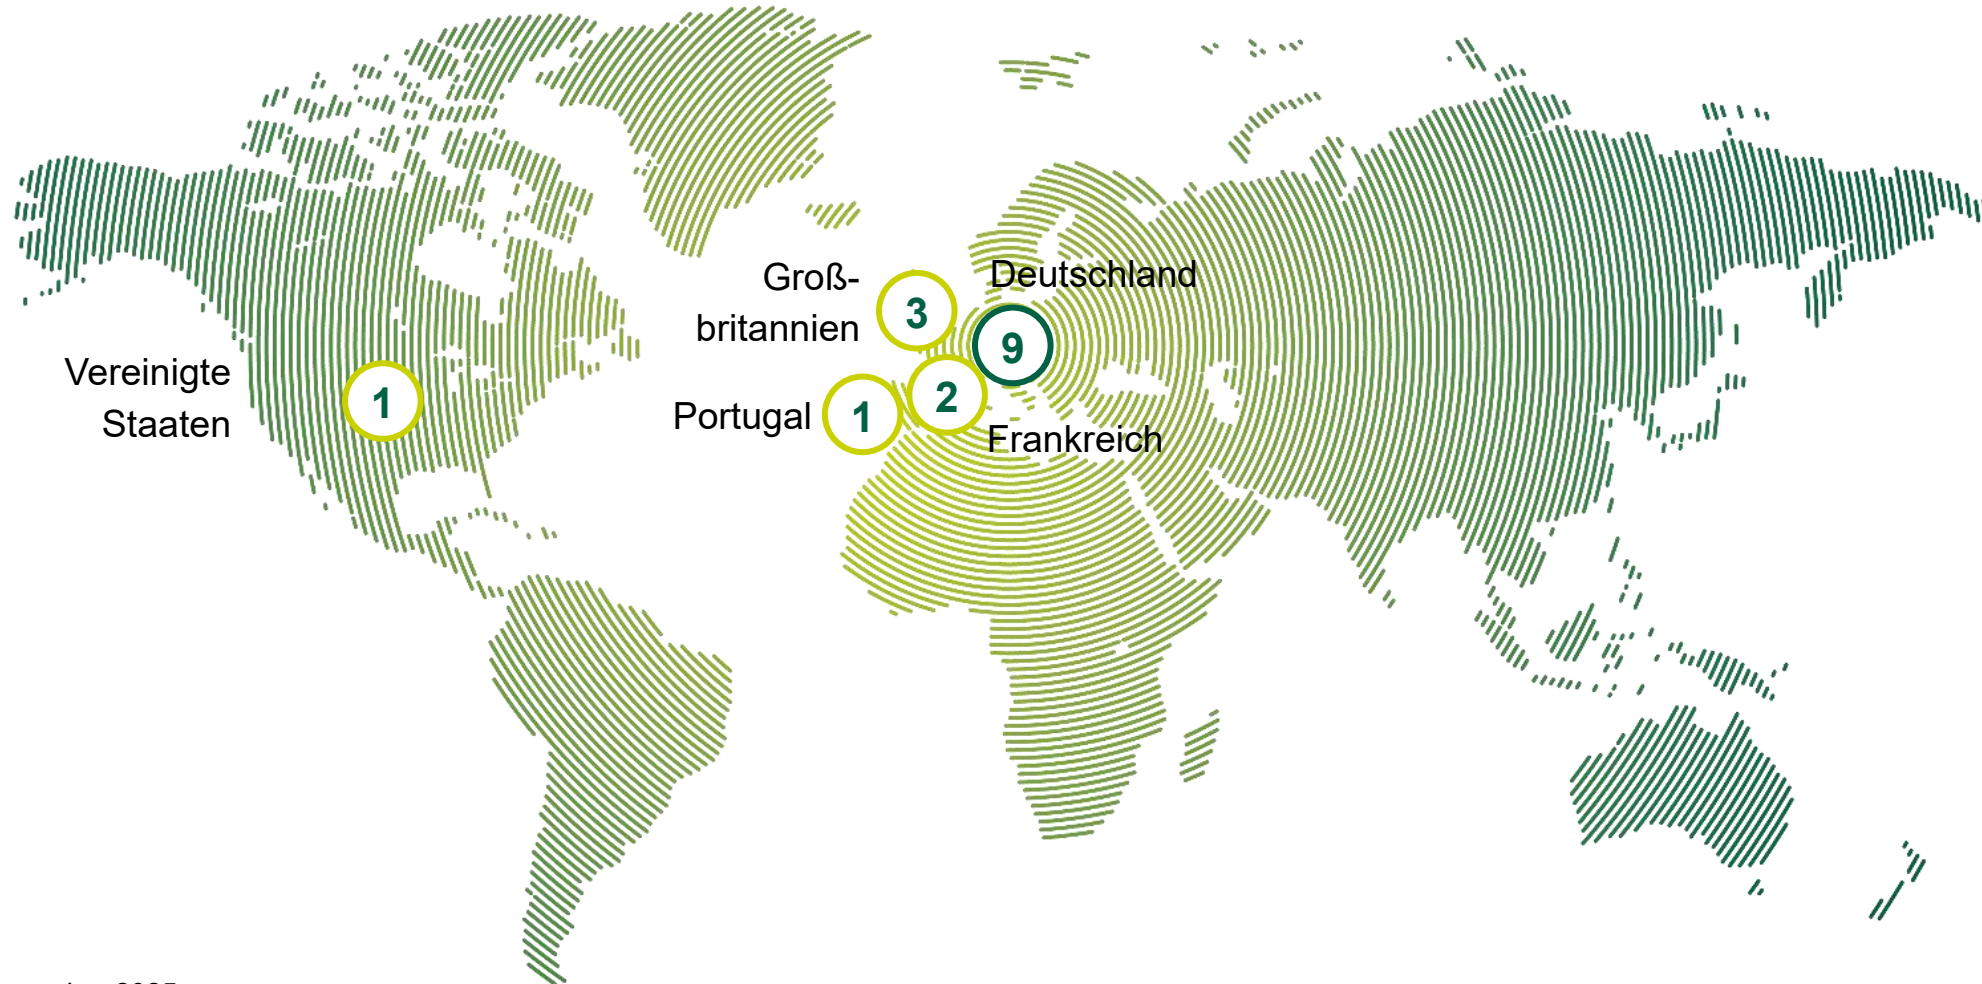 Groß-
britannien
3
Deutschland
9
Vereinigte
Staaten
1
Portugal
1
2
Frankreich